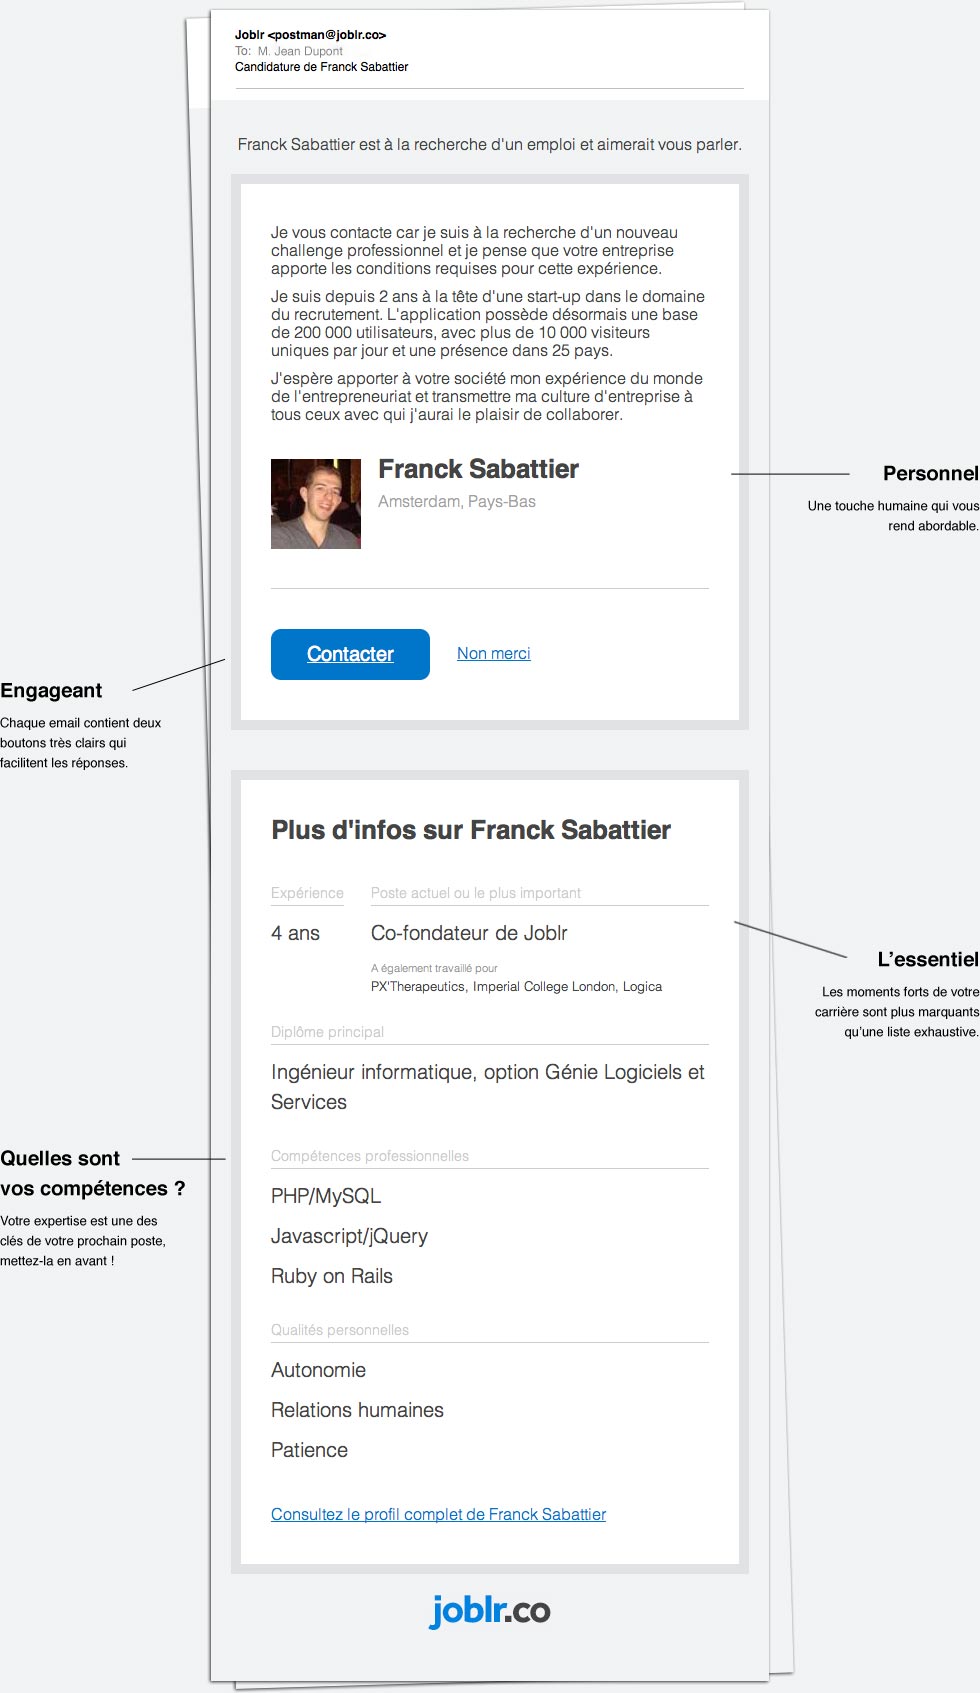 Joblr <postman@joblr.co>
To: M. Jean Dupont
Candidature de Franck Sabattier
Franck Sabattier est à la recherche d'un emploi et aimerait vous parler.
Je vous contacte car je suis à la recherche d'un nouveau
challenge professionnel et je pense que votre entreprise
apporte les conditions requises pour cette expérience.
Je suis depuis 2 ans à la tête d'une start-up dans le domaine
du recrutement. L'application possède désormais une base
de 200 000 utilisateurs, avec plus de 10 000 visiteurs
uniques par jour et une présence dans 25 pays.
J'espère apporter à votre société mon expérience du monde
de l'entrepreneuriat et transmettre ma culture d'entreprise à
tous ceux avec qui j'aurai le plaisir de collaborer.
Franck Sabattier
Amsterdam, Pays-Bas
Personnel
Une touche humaine qui vous
rend abordable.
Contacter
Non merci
Engageant
Chaque email contient deux
boutons très clairs qui
facilitent les réponses.
Plus d'infos sur Franck Sabattier
Expérience
Poste actuel ou le plus important
4 ans
Co-fondateur de Joblr
A également travaillé pour
PX'Therapeutics, Imperial College London, Logica
L’essentiel
Les moments forts de votre
carrière sont plus marquants
qu’une liste exhaustive.
Diplôme principal
Ingénieur informatique, option Génie Logiciels et
Services
Quelles sont
vos compétences ?
Votre expertise est une des
clés de votre prochain poste,
mettez-la en avant !
Compétences professionnelles
PHP/MySQL
Javascript/jQuery
Ruby on Rails
Qualités personnelles
Autonomie
Relations humaines
Patience
Consultez le profil complet de Franck Sabattier
joblr.co